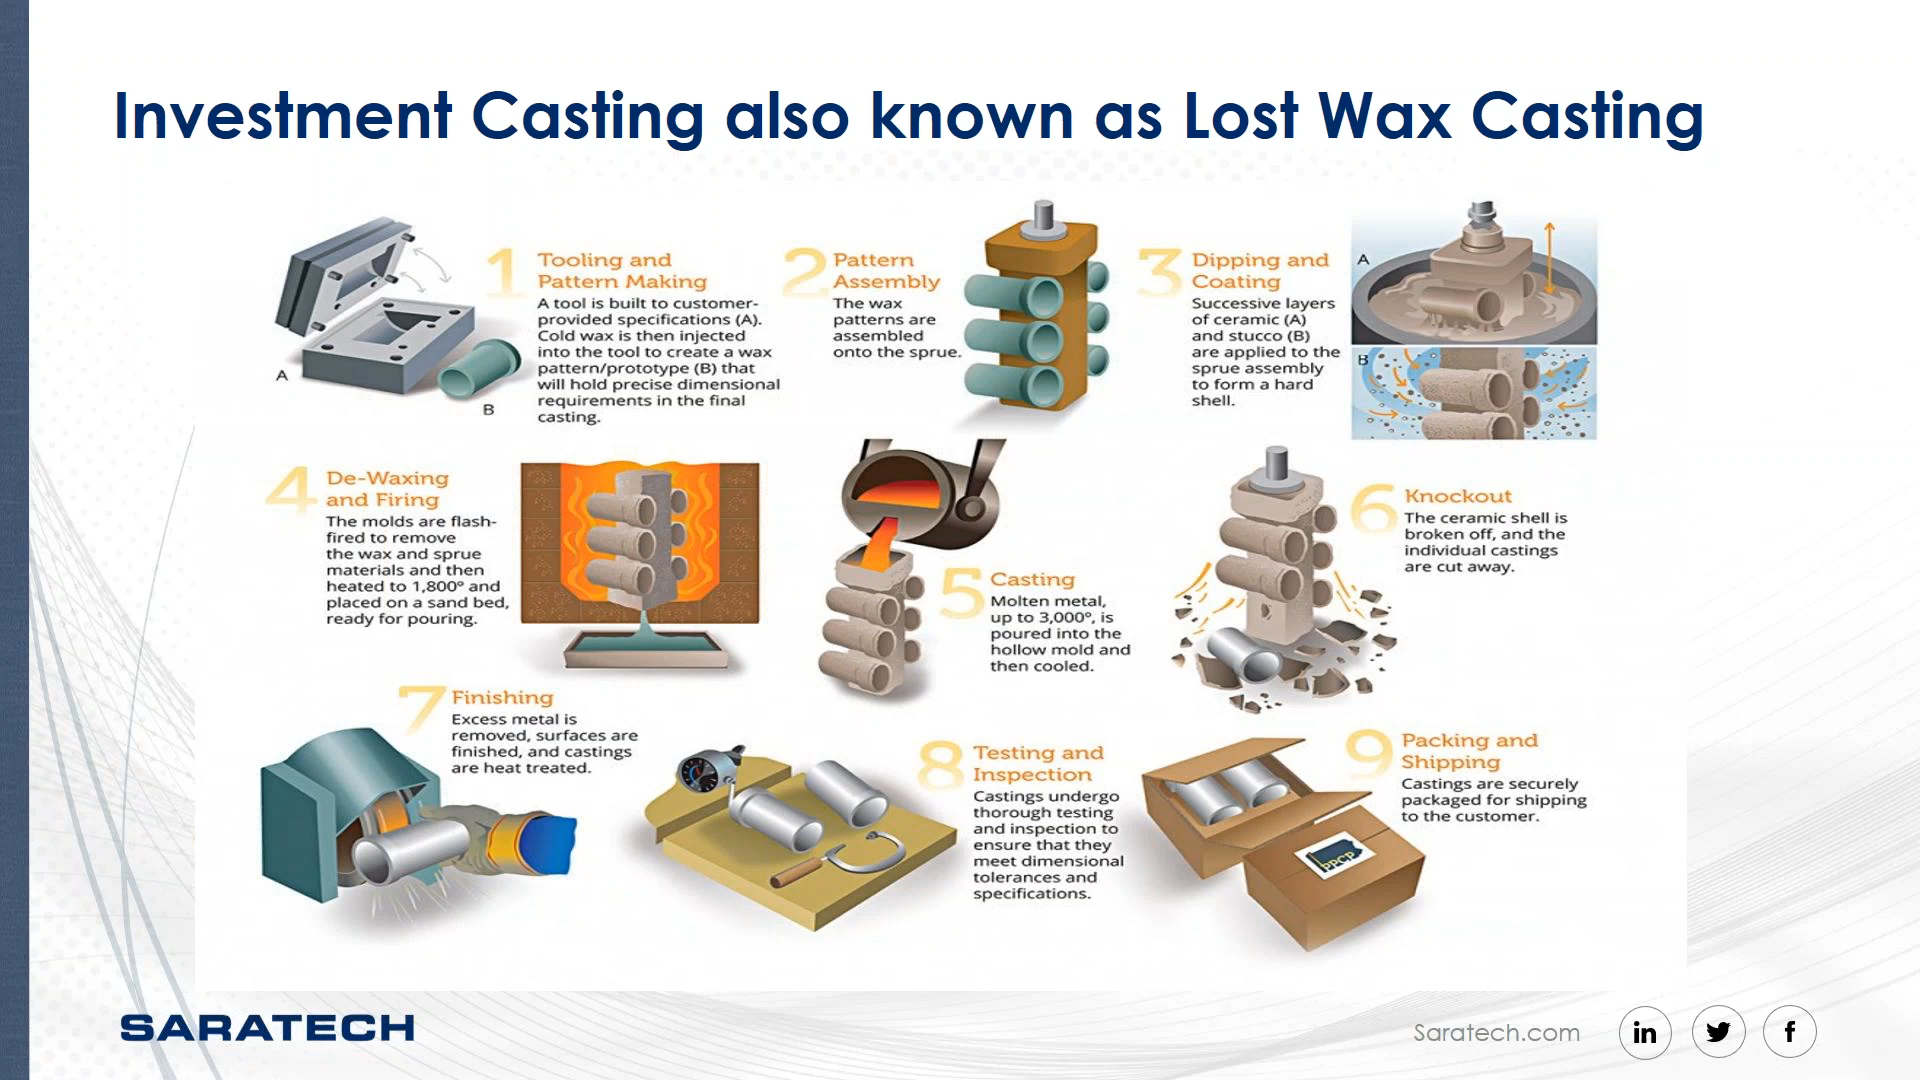 Investment Casting also known as Lost Wax Casting
1
Tooling and
Pattern Making
A tool is built to customer-
provided specifications (A).
Cold wax is then injected
into the tool to create a wax
pattern/prototype (B) that
will hold precise dimensional
requirements in the final
casting.
A
B
2
Pattern
Assembly
The wax
patterns are
assembled
onto the sprue.
3
Dipping and
Coating
Successive layers
of ceramic (A)
and stucco (B)
are applied to the
sprue assembly
to form a hard
shell.
A
B
4
De-Waxing
and Firing
The molds are flash-
fired to remove
the wax and sprue
materials and then
heated to 1,800° and
placed on a sand bed,
ready for pouring.
5
Casting
Molten metal,
up to 3,000°, is
poured into the
hollow mold and
then cooled.
6
Knockout
The ceramic shell is
broken off, and the
individual castings
are cut away.
7
Finishing
Excess metal is
removed, surfaces are
finished, and castings
are heat treated.
8
Testing and
Inspection
Castings undergo
thorough testing
and inspection to
ensure that they
meet dimensional
tolerances and
specifications.
9
Packing and
Shipping
Castings are securely
packaged for shipping
to the customer.
PPCP
SARATECH
Saratech.com
in
f